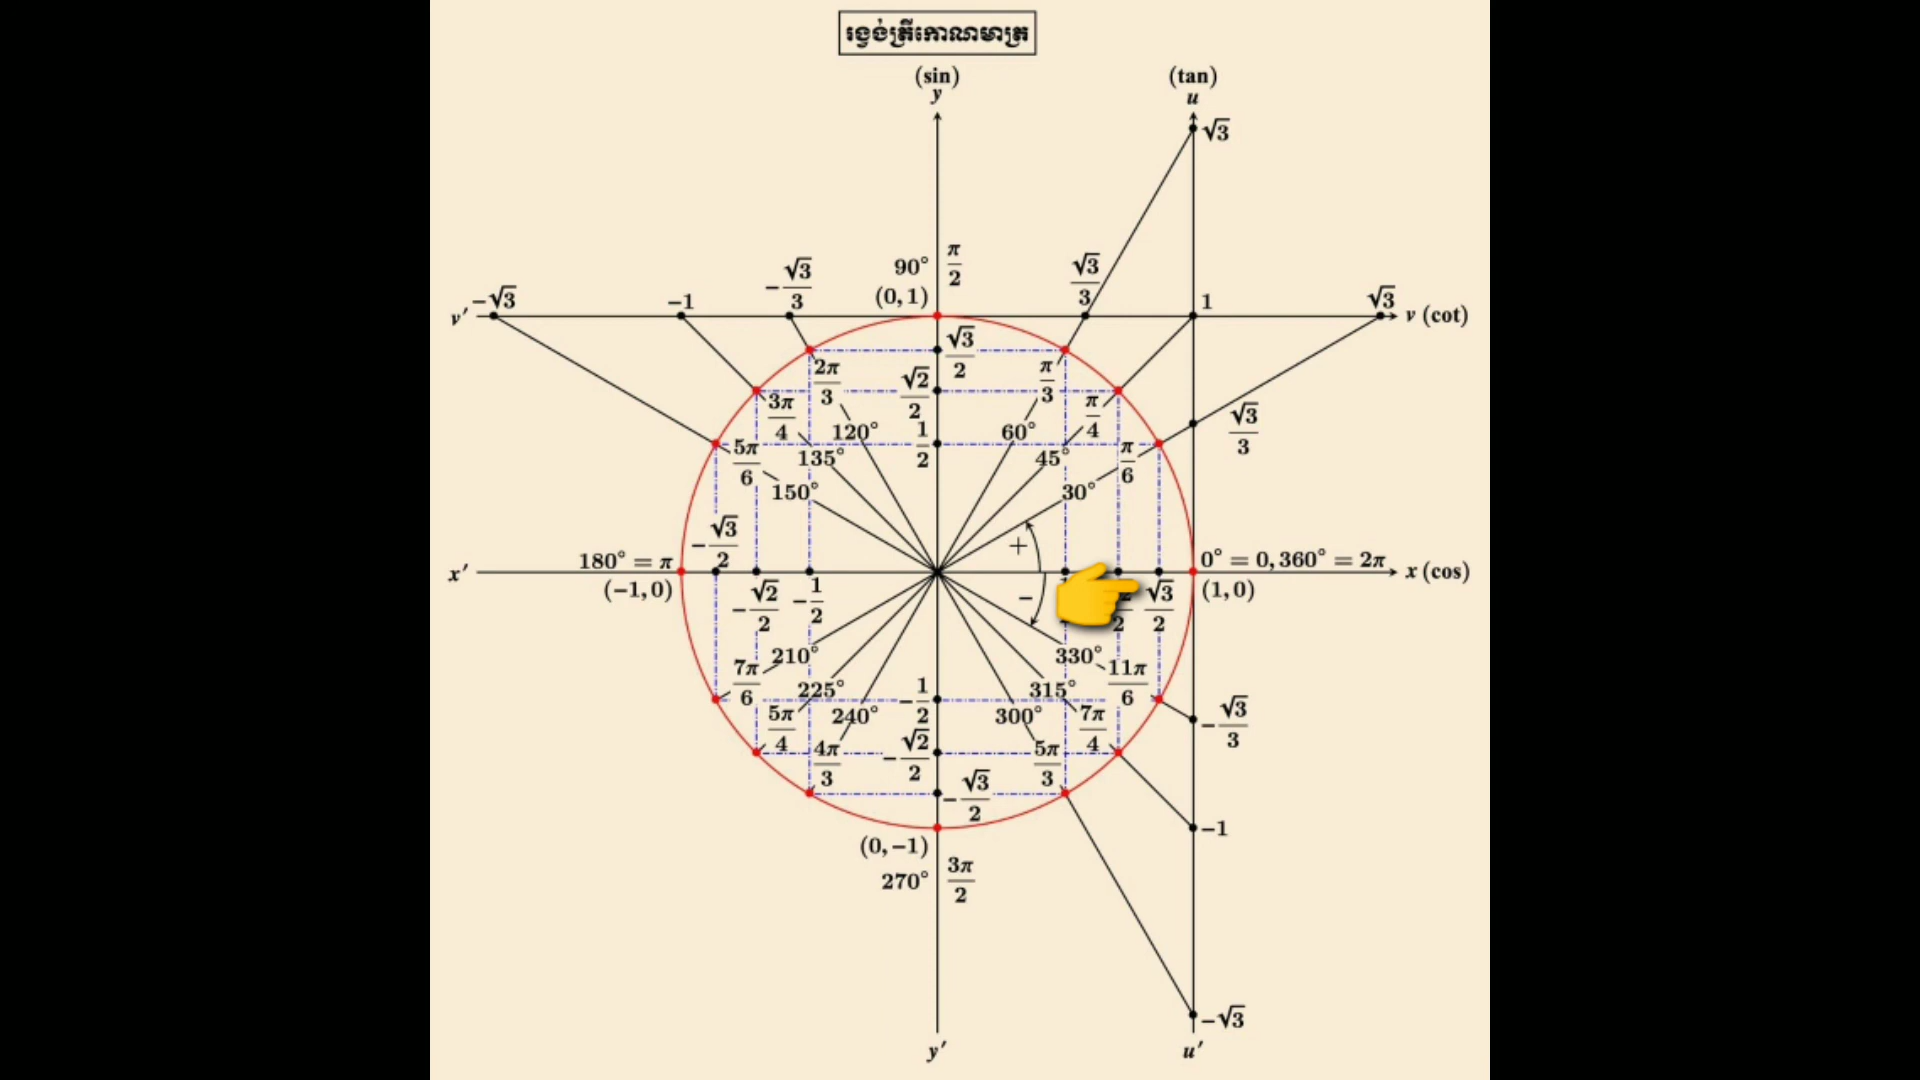 រង្វង់ត្រីកោណមាត្រ
(sin) (tan)
y u
√3
90° π/2
-√3/3 (0, 1) √3/3
v′ -√3 -1 1 √3 v (cot)
√3/2
2π/3 √2/2 π/3
3π/4 π/4 √3/3
120° 1/2 60°
5π/6 135° 45° π/6
150° 30°
-√3/2 +
180° = π 0° = 0, 360° = 2π
x′ x (cos)
(-1, 0) -√2/2 -1/2 − √3/2 (1, 0)
210° 330°
7π/6 225° -1/2 315° 11π/6
5π/4 240° 300° 7π/4 -√3/3
4π/3 -√2/2 5π/3
-√3/2
-1
(0, -1)
270° 3π/2
-√3
y′ u′